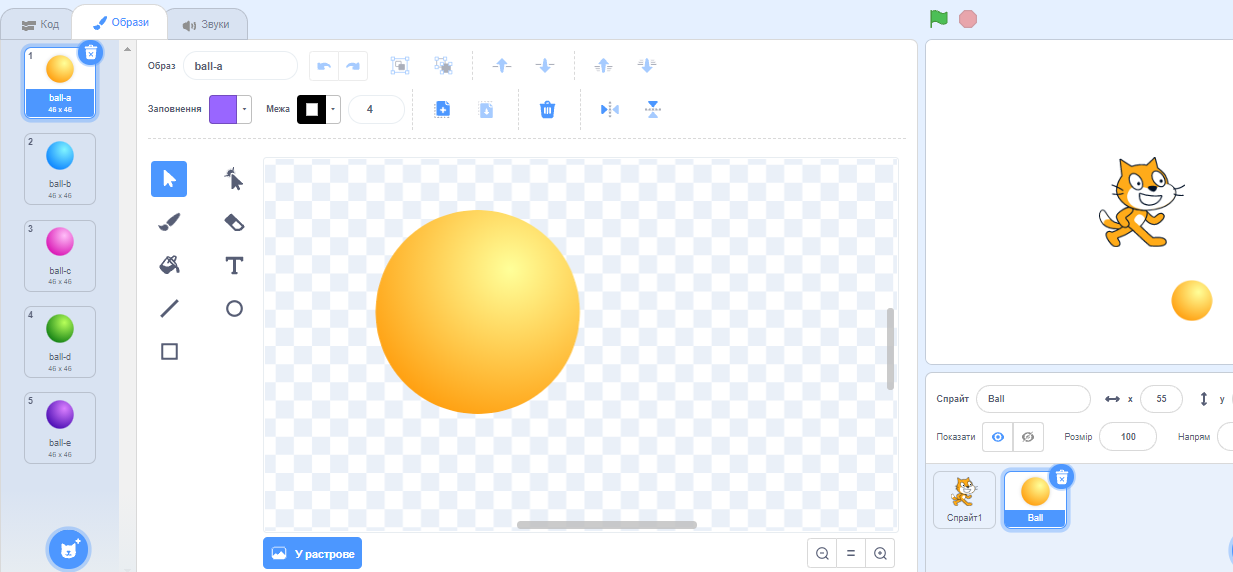 Код
Образи
Звуки
1
ball-a
46 x 46
2
ball-b
46 x 46
3
ball-c
46 x 46
4
ball-d
46 x 46
5
ball-e
46 x 46
Образ
ball-a
Заповнення
Межа
4
T
У растрове
=
Спрайт
Ball
x
55
y
Показати
Розмір
100
Напрям
Спрайт1
Ball